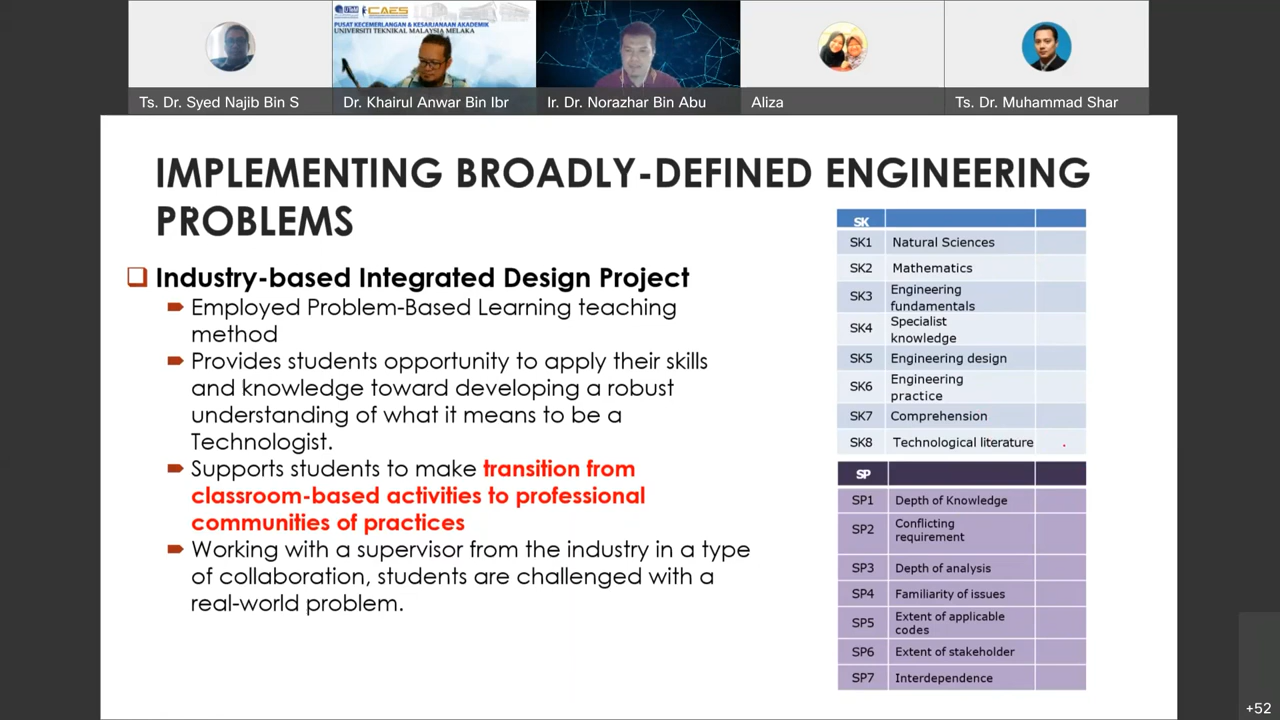 UTeM CAES
PUSAT KECEMERLANGAN & KESARJANAAN AKADEMIK
UNIVERSITI TEKNIKAL MALAYSIA MELAKA
Ts. Dr. Syed Najib Bin S
Dr. Khairul Anwar Bin Ibr
Ir. Dr. Norazhar Bin Abu
Aliza
Ts. Dr. Muhammad Shar
IMPLEMENTING BROADLY-DEFINED ENGINEERING
PROBLEMS
Industry-based Integrated Design Project
Employed Problem-Based Learning teaching
method
Provides students opportunity to apply their skills
and knowledge toward developing a robust
understanding of what it means to be a
Technologist.
Supports students to make transition from
classroom-based activities to professional
communities of practices
Working with a supervisor from the industry in a type
of collaboration, students are challenged with a
real-world problem.
SK
SK1 Natural Sciences
SK2 Mathematics
SK3 Engineering
fundamentals
SK4 Specialist
knowledge
SK5 Engineering design
SK6 Engineering
practice
SK7 Comprehension
SK8 Technological literature
SP
SP1 Depth of Knowledge
SP2 Conflicting
requirement
SP3 Depth of analysis
SP4 Familiarity of issues
SP5 Extent of applicable
codes
SP6 Extent of stakeholder
SP7 Interdependence
+52